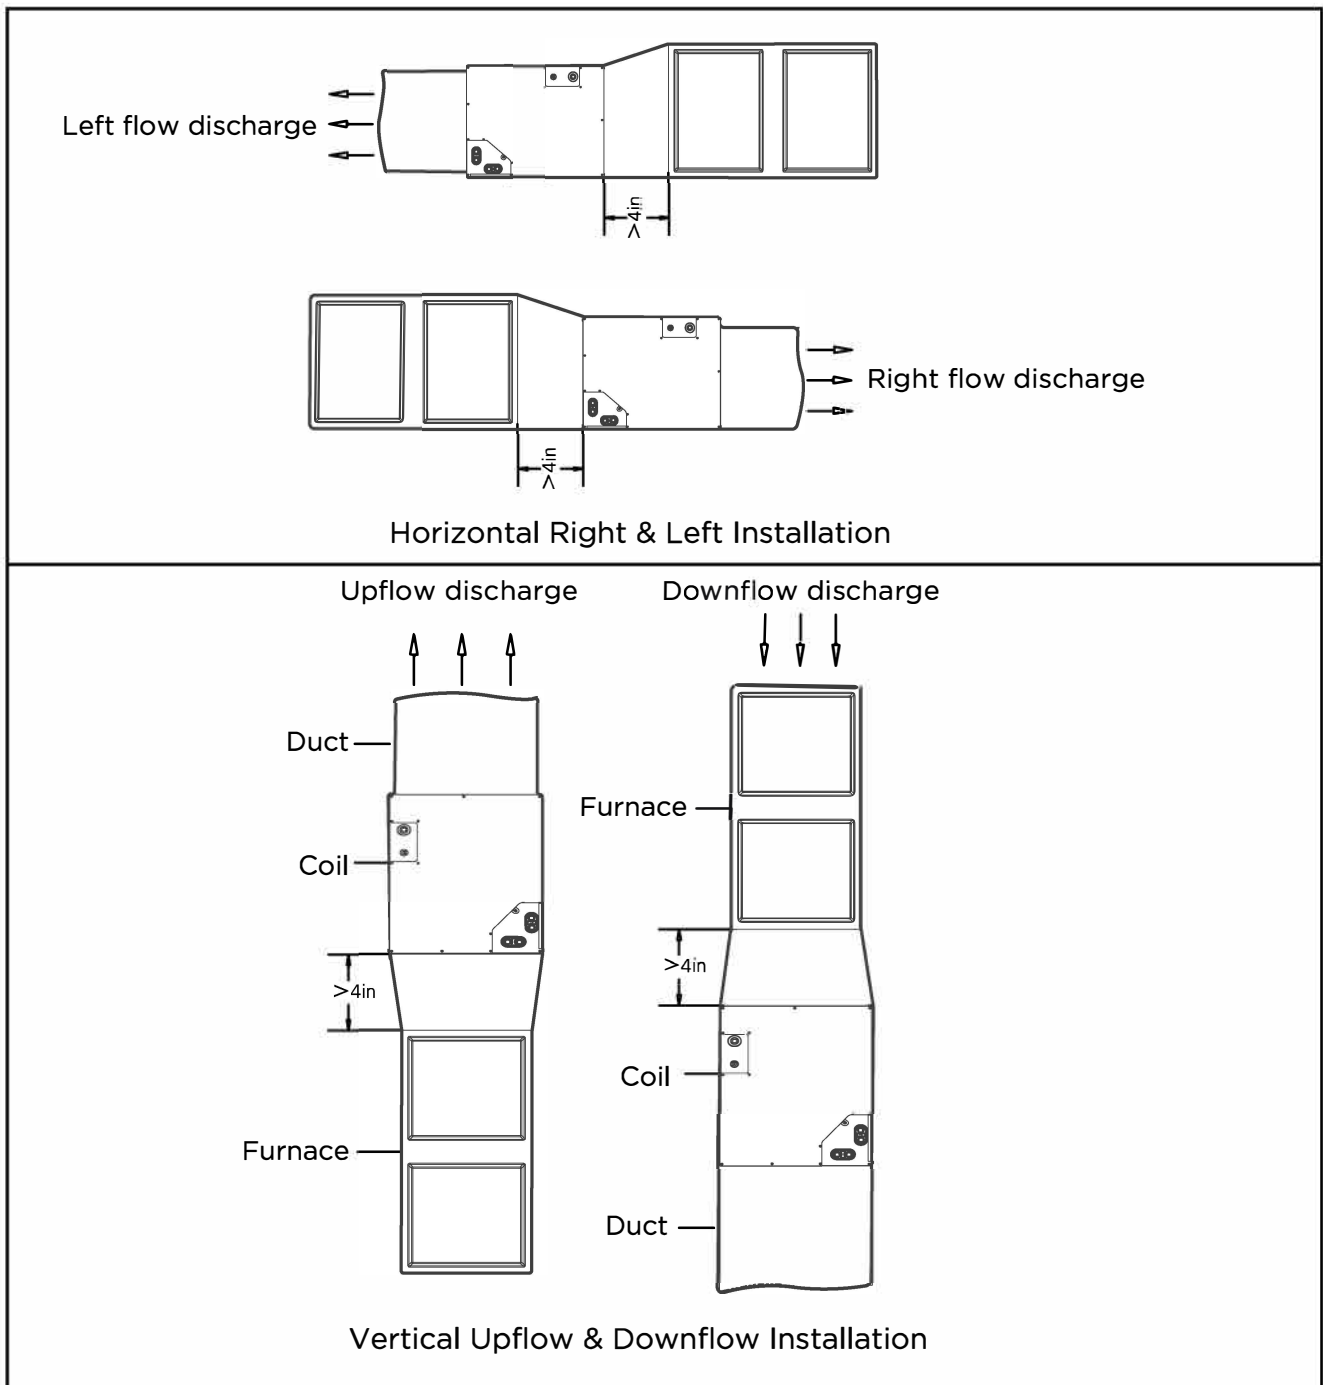 Left flow discharge
>4in
Right flow discharge
>4in
Horizontal Right & Left Installation
Upflow discharge
Downflow discharge
Duct
Furnace
Coil
>4in
>4in
Coil
Furnace
Duct
Vertical Upflow & Downflow Installation